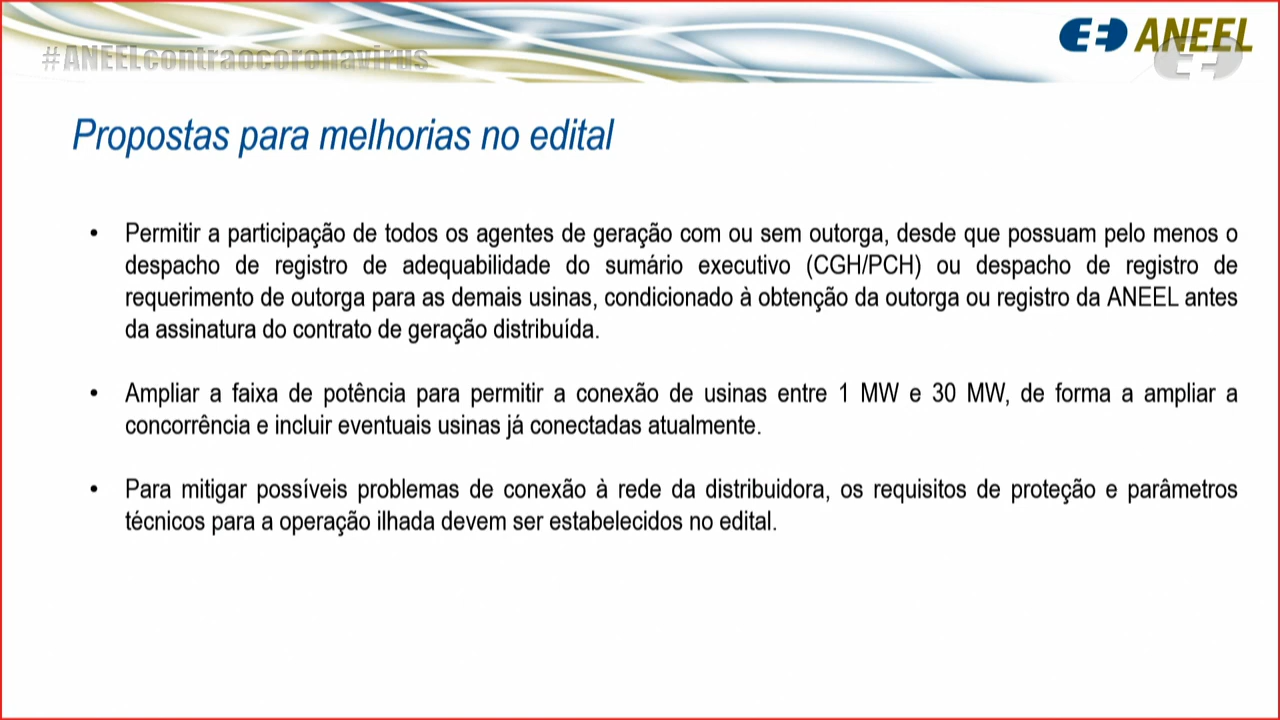 #ANEELcontraocoronavirus
ANEEL
Propostas para melhorias no edital
• Permitir a participação de todos os agentes de geração com ou sem outorga, desde que possuam pelo menos o
despacho de registro de adequabilidade do sumário executivo (CGH/PCH) ou despacho de registro de
requerimento de outorga para as demais usinas, condicionado à obtenção da outorga ou registro da ANEEL antes
da assinatura do contrato de geração distribuída.
• Ampliar a faixa de potência para permitir a conexão de usinas entre 1 MW e 30 MW, de forma a ampliar a
concorrência e incluir eventuais usinas já conectadas atualmente.
• Para mitigar possíveis problemas de conexão à rede da distribuidora, os requisitos de proteção e parâmetros
técnicos para a operação ilhada devem ser estabelecidos no edital.